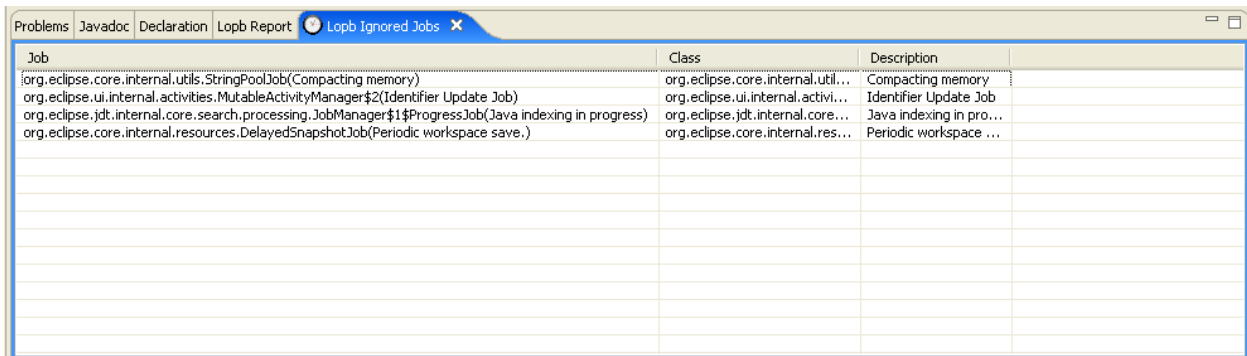 Problems Javadoc Declaration Lopb Report Lopb Ignored Jobs
Job Class Description
org.eclipse.core.internal.utils.StringPoolJob(Compacting memory) org.eclipse.core.internal.util... Compacting memory
org.eclipse.ui.internal.activities.MutableActivityManager$2(Identifier Update Job) org.eclipse.ui.internal.activi... Identifier Update Job
org.eclipse.jdt.internal.core.search.processing.JobManager$1$ProgressJob(Java indexing in progress) org.eclipse.jdt.internal.core... Java indexing in pro...
org.eclipse.core.internal.resources.DelayedSnapshotJob(Periodic workspace save.) org.eclipse.core.internal.res... Periodic workspace ...